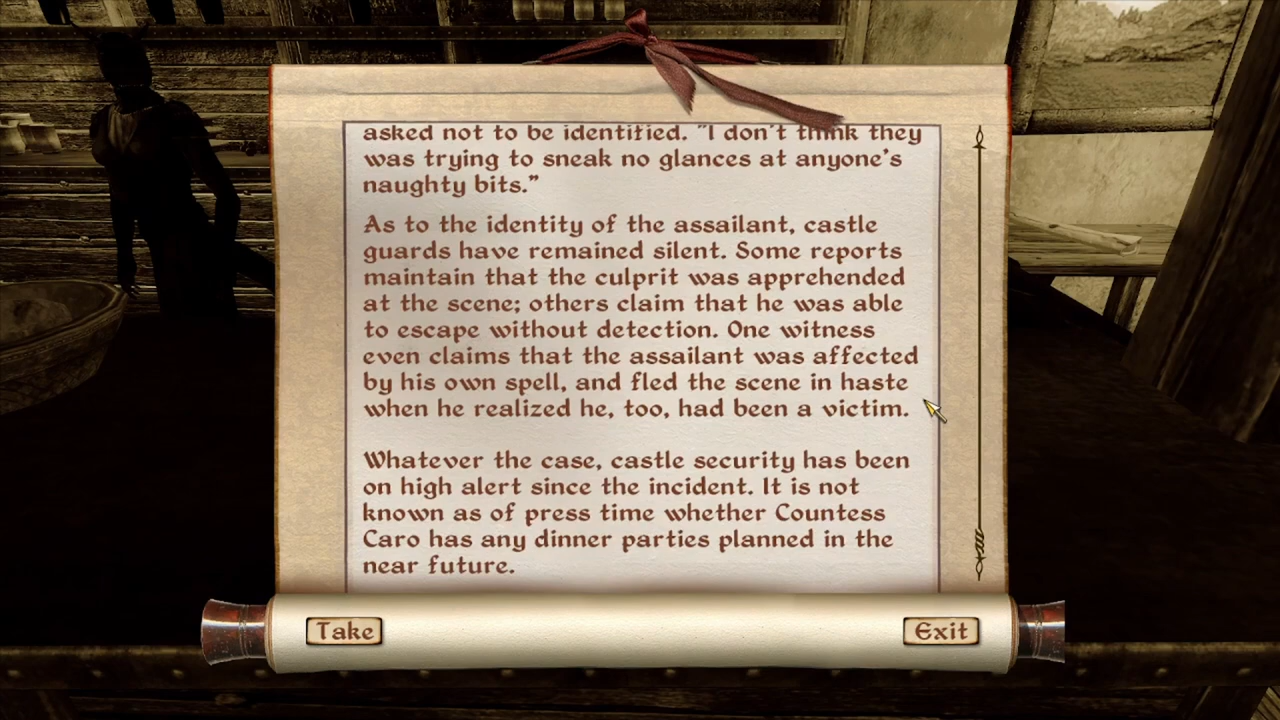 asked not to be identified. "I don't think they
was trying to sneak no glances at anyone's
naughty bits."
As to the identity of the assailant, castle
guards have remained silent. Some reports
maintain that the culprit was apprehended
at the scene; others claim that he was able
to escape without detection. One witness
even claims that the assailant was affected
by his own spell, and fled the scene in haste
when he realized he, too, had been a victim.
Whatever the case, castle security has been
on high alert since the incident. It is not
known as of press time whether Countess
Caro has any dinner parties planned in the
near future.
Take
Exit